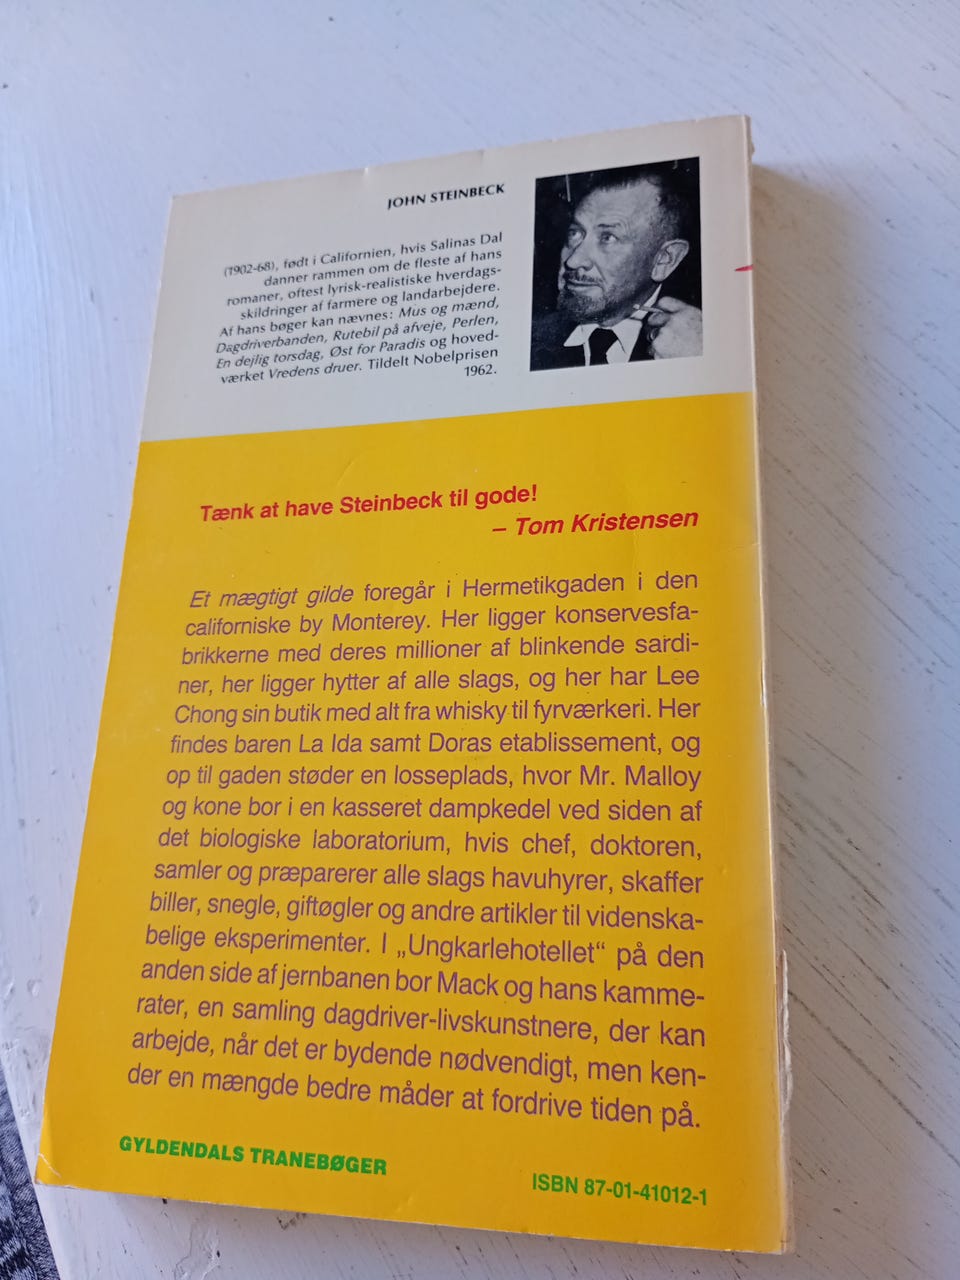 JOHN STEINBECK
(1902-68), født i Californien, hvis Salinas Dal
danner rammen om de fleste af hans
romaner, oftest lyrisk-realistiske hverdags-
skildringer af farmere og landarbejdere.
Af hans bøger kan nævnes: Mus og mænd,
Dagdriverbanden, Rutebil på afveje, Perlen,
En dejlig torsdag, Øst for Paradis og hoved-
værket Vredens druer. Tildelt Nobelprisen
1962.
Tænk at have Steinbeck til gode!
– Tom Kristensen
Et mægtigt gilde foregår i Hermetikgaden i den
californiske by Monterey. Her ligger konservesfa-
brikkerne med deres millioner af blinkende sardi-
ner, her ligger hytter af alle slags, og her har Lee
Chong sin butik med alt fra whisky til fyrværkeri. Her
findes baren La Ida samt Doras etablissement, og
op til gaden støder en losseplads, hvor Mr. Malloy
og kone bor i en kasseret dampkedel ved siden af
det biologiske laboratorium, hvis chef, doktoren,
samler og præparerer alle slags havuhyrer, skaffer
biller, snegle, giftøgler og andre artikler til videnska-
belige eksperimenter. I „Ungkarlehotellet“ på den
anden side af jernbanen bor Mack og hans kamme-
rater, en samling dagdriver-livskunstnere, der kan
arbejde, når det er bydende nødvendigt, men ken-
der en mængde bedre måder at fordrive tiden på.
GYLDENDALS TRANEBØGER
ISBN 87-01-41012-1